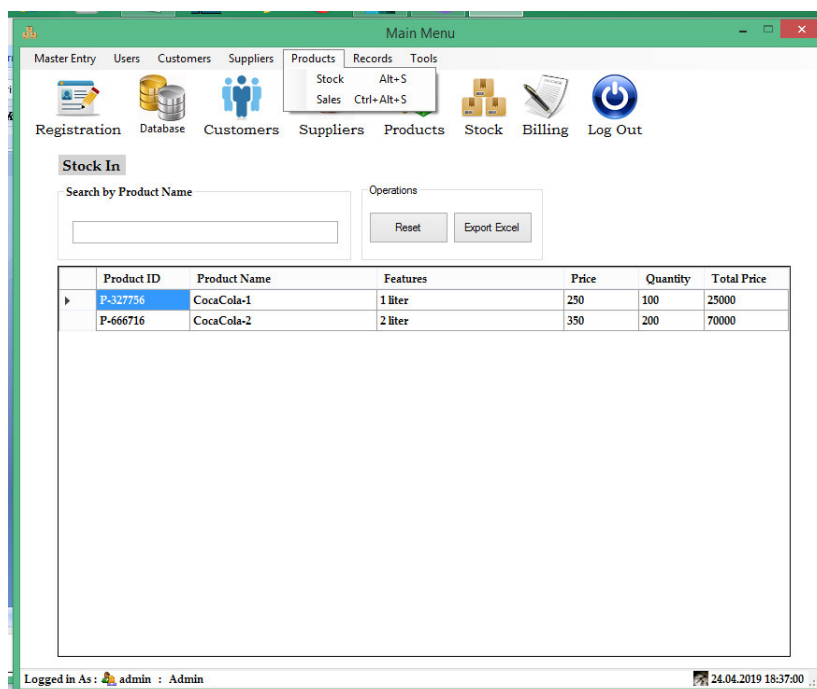 Main Menu
Master Entry Users Customers Suppliers Products Records Tools
Stock Alt+S
Sales Ctrl+Alt+S
Registration Database Customers Suppliers Products Stock Billing Log Out
Stock In
Search by Product Name
Operations
Reset Export Excel
Product ID Product Name Features Price Quantity Total Price
P-327756 CocaCola-1 1 liter 250 100 25000
P-666716 CocaCola-2 2 liter 350 200 70000
Logged in As : admin : Admin 24.04.2019 18:37:00